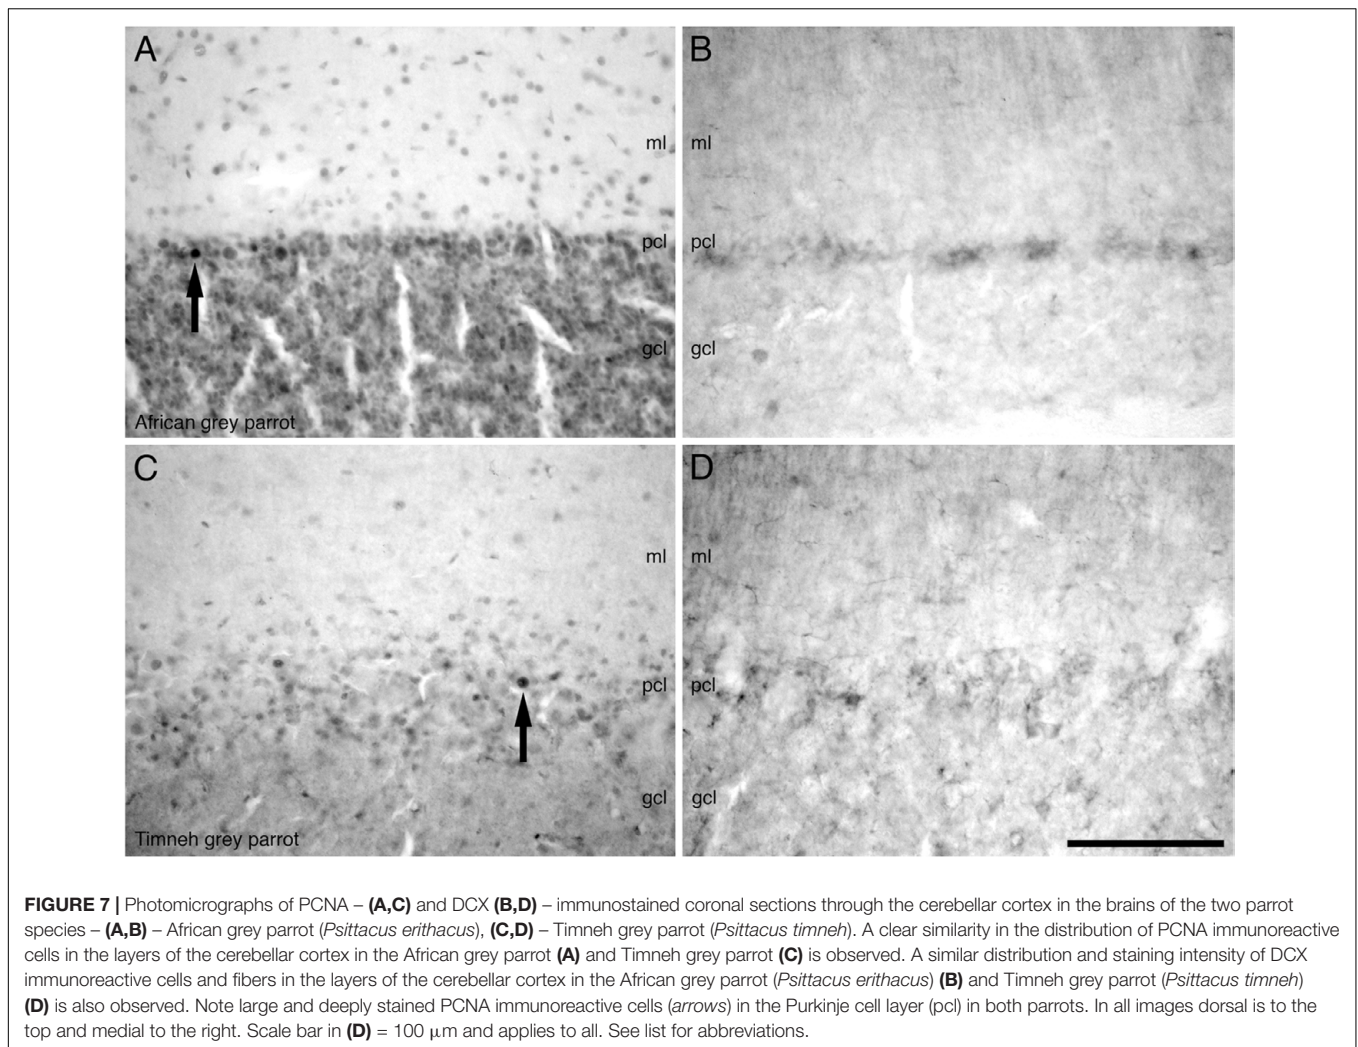 A
B
ml
ml
pcl
pcl
gcl
gcl
African grey parrot
C
D
ml
ml
pcl
pcl
gcl
gcl
Timneh grey parrot
FIGURE 7 | Photomicrographs of PCNA – (A,C) and DCX (B,D) – immunostained coronal sections through the cerebellar cortex in the brains of the two parrot
species – (A,B) – African grey parrot (Psittacus erithacus), (C,D) – Timneh grey parrot (Psittacus timneh). A clear similarity in the distribution of PCNA immunoreactive
cells in the layers of the cerebellar cortex in the African grey parrot (A) and Timneh grey parrot (C) is observed. A similar distribution and staining intensity of DCX
immunoreactive cells and fibers in the layers of the cerebellar cortex in the African grey parrot (Psittacus erithacus) (B) and Timneh grey parrot (Psittacus timneh)
(D) is also observed. Note large and deeply stained PCNA immunoreactive cells (arrows) in the Purkinje cell layer (pcl) in both parrots. In all images dorsal is to the
top and medial to the right. Scale bar in (D) = 100 μm and applies to all. See list for abbreviations.